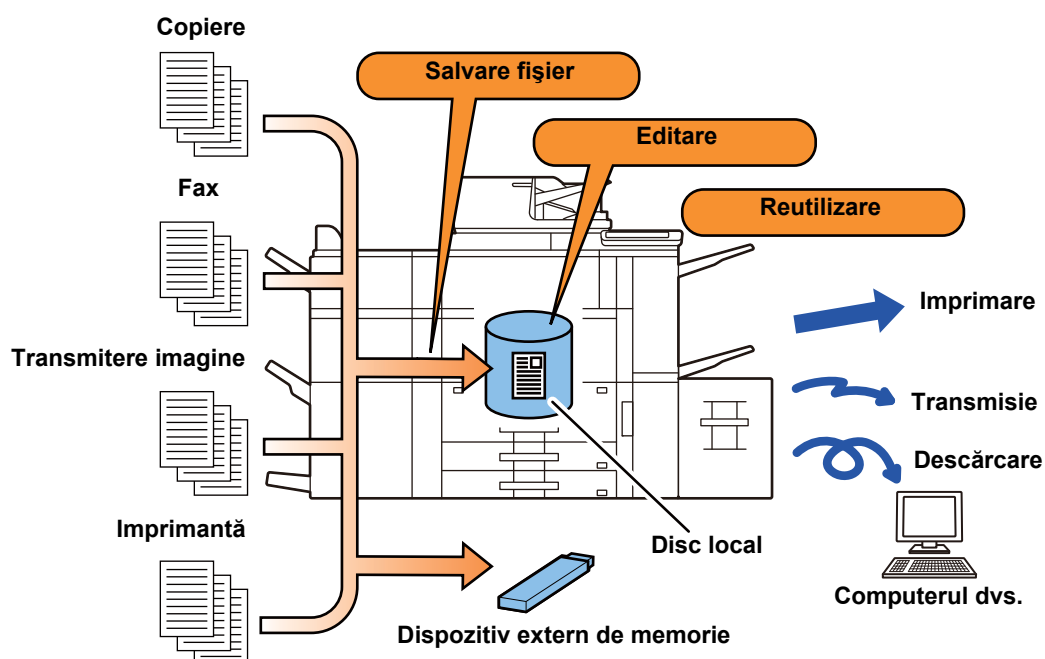 Copiere
Salvare fişier
Editare
Fax
Reutilizare
Imprimare
Transmitere imagine
Transmisie
Descărcare
Imprimantă
Disc local
Computerul dvs.
Dispozitiv extern de memorie